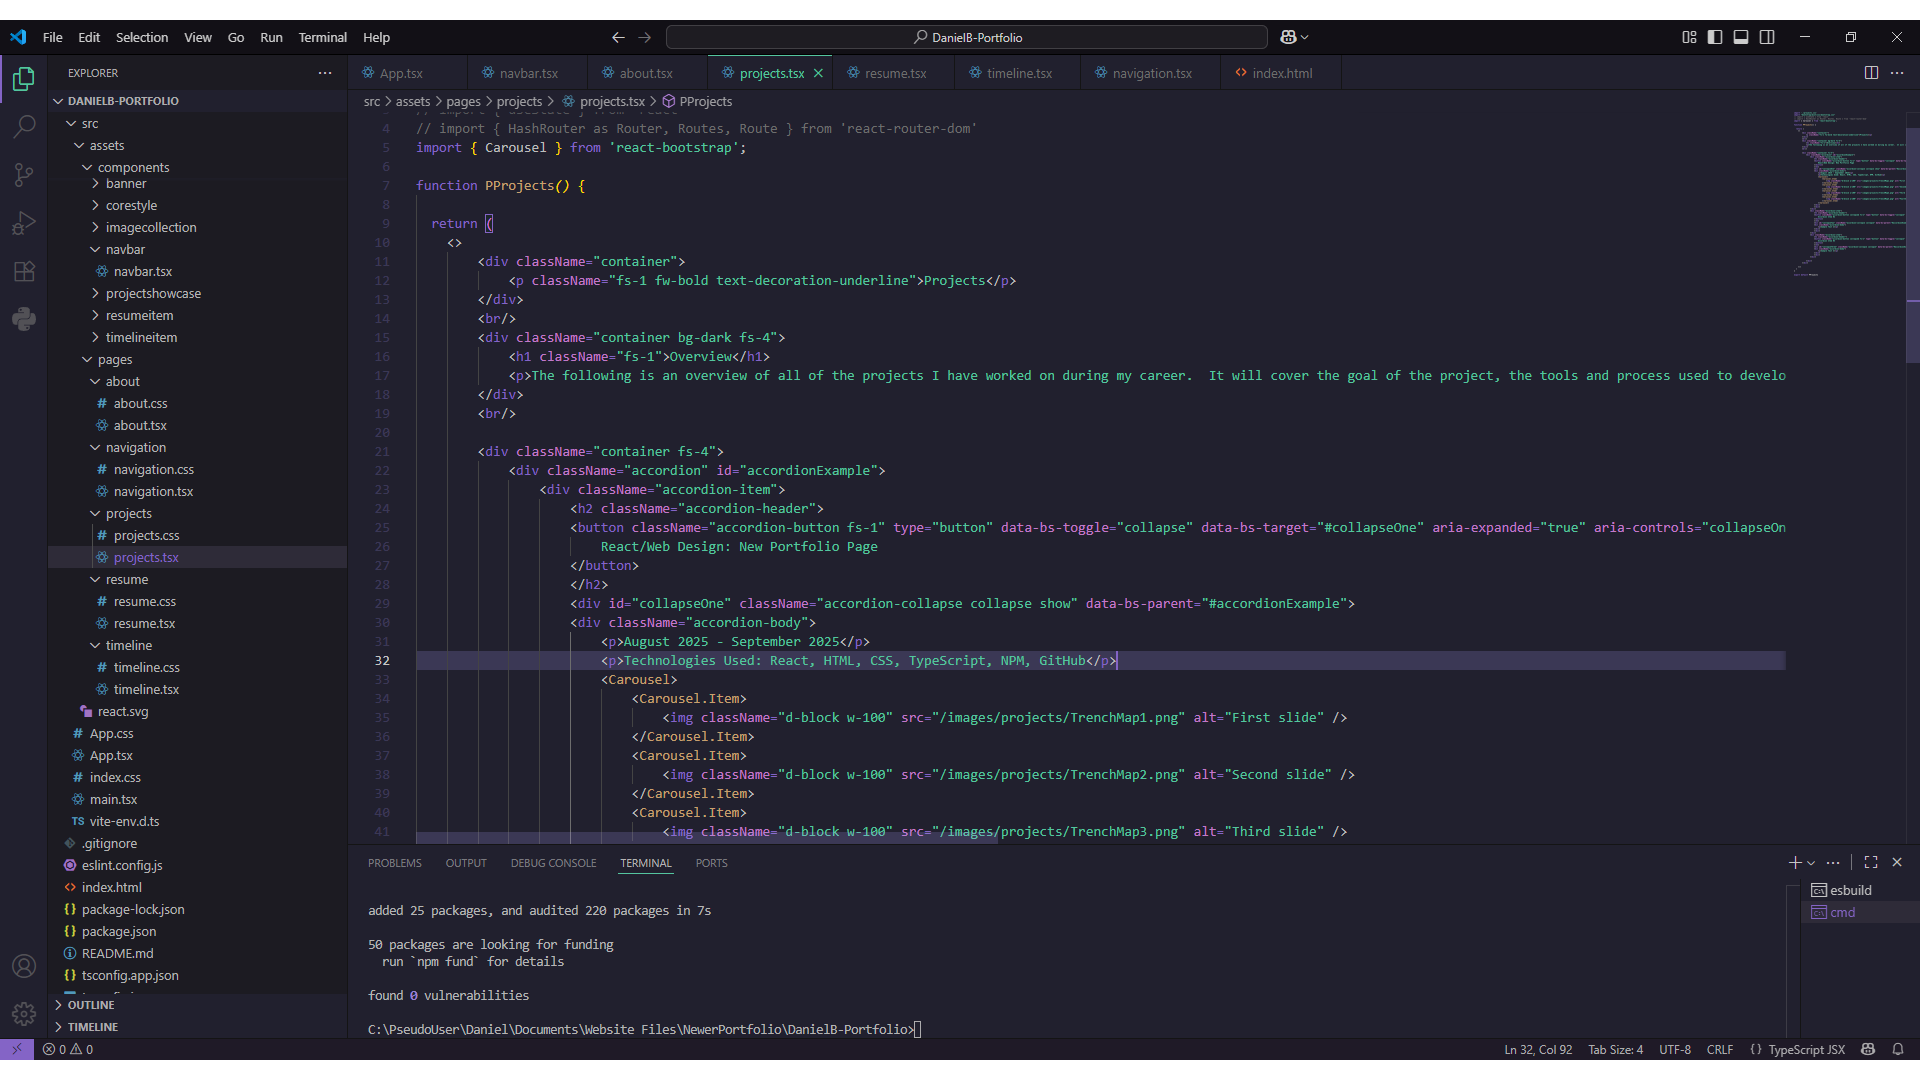 File Edit Selection View Go Run Terminal Help
DanielB-Portfolio
EXPLORER
DANIELB-PORTFOLIO
src
assets
components
banner
corestyle
imagecollection
navbar
navbar.tsx
projectshowcase
resumeitem
timelineitem
pages
about
# about.css
about.tsx
navigation
# navigation.css
navigation.tsx
projects
# projects.css
projects.tsx
resume
# resume.css
resume.tsx
timeline
# timeline.css
timeline.tsx
react.svg
# App.css
App.tsx
# index.css
main.tsx
TS vite-env.d.ts
.gitignore
eslint.config.js
<> index.html
{} package-lock.json
{} package.json
README.md
{} tsconfig.app.json
OUTLINE
TIMELINE
App.tsx navbar.tsx about.tsx projects.tsx resume.tsx timeline.tsx navigation.tsx <> index.html
src > assets > pages > projects > projects.tsx > PProjects
4 // import { HashRouter as Router, Routes, Route } from 'react-router-dom'
5 import { Carousel } from 'react-bootstrap';
6
7 function PProjects() {
8
9 return (
10 <>
11 <div className="container">
12 <p className="fs-1 fw-bold text-decoration-underline">Projects</p>
13 </div>
14 <br/>
15 <div className="container bg-dark fs-4">
16 <h1 className="fs-1">Overview</h1>
17 <p>The following is an overview of all of the projects I have worked on during my career.  It will cover the goal of the project, the tools and process used to develo
18 </div>
19 <br/>
20
21 <div className="container fs-4">
22 <div className="accordion" id="accordionExample">
23 <div className="accordion-item">
24 <h2 className="accordion-header">
25 <button className="accordion-button fs-1" type="button" data-bs-toggle="collapse" data-bs-target="#collapseOne" aria-expanded="true" aria-controls="collapseOn
26 React/Web Design: New Portfolio Page
27 </button>
28 </h2>
29 <div id="collapseOne" className="accordion-collapse collapse show" data-bs-parent="#accordionExample">
30 <div className="accordion-body">
31 <p>August 2025 - September 2025</p>
32 <p>Technologies Used: React, HTML, CSS, TypeScript, NPM, GitHub</p>
33 <Carousel>
34 <Carousel.Item>
35 <img className="d-block w-100" src="/images/projects/TrenchMap1.png" alt="First slide" />
36 </Carousel.Item>
37 <Carousel.Item>
38 <img className="d-block w-100" src="/images/projects/TrenchMap2.png" alt="Second slide" />
39 </Carousel.Item>
40 <Carousel.Item>
41 <img className="d-block w-100" src="/images/projects/TrenchMap3.png" alt="Third slide" />
PROBLEMS OUTPUT DEBUG CONSOLE TERMINAL PORTS
added 25 packages, and audited 220 packages in 7s
50 packages are looking for funding
run `npm fund` for details
found 0 vulnerabilities
C:\PseudoUser\Daniel\Documents\Website Files\NewerPortfolio\DanielB-Portfolio>
esbuild
cmd
0 0
Ln 32, Col 92 Tab Size: 4 UTF-8 CRLF {} TypeScript JSX